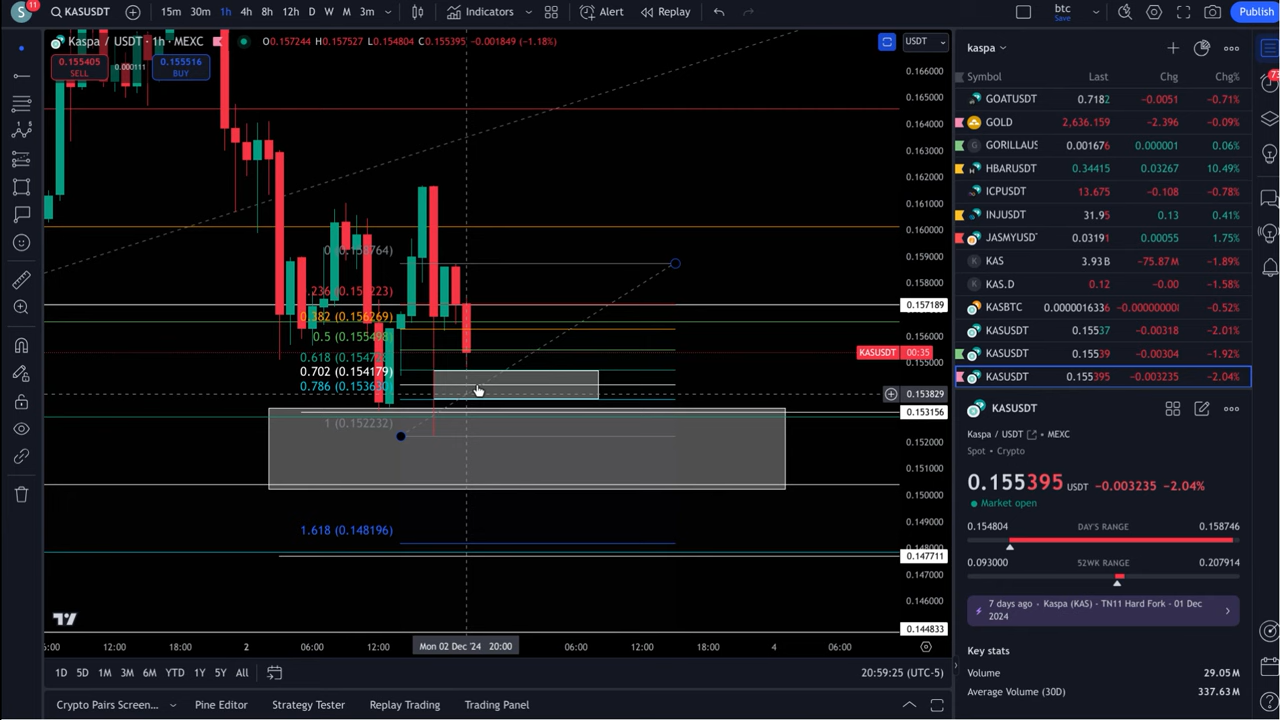 S 11 KASUSDT 15m 30m 1h 4h 8h 12h D W M 3m Indicators Alert Replay btc Save Publish
Kaspa / USDT · 1h · MEXC O0.157244 H0.157527 L0.154804 C0.155395 −0.001849 (−1.18%)
0.155405 SELL
0.000111
0.155516 BUY
USDT
0.166000
0.165000
0.164000
0.163000
0.162000
0.161000
0.160000
0.159000
0.158000
0.157189
0.156000
KASUSDT 00:35
0.155000
0.153829
0.153156
0.152000
0.151000
0.150000
0.149000
0.148000
0.147711
0.147000
0.146000
0.144833
0 (0.158764)
0.236 (0.157223)
0.382 (0.156269)
0.5 (0.155498)
0.702 (0.154179)
0.786 (0.153630)
1 (0.152232)
1.618 (0.148196)
12:00 18:00 2 06:00 12:00 Mon 02 Dec '24 20:00 06:00 12:00 18:00 4 06:00
1D 5D 1M 3M 6M YTD 1Y 5Y All
20:59:25 (UTC-5)
Crypto Pairs Screen... Pine Editor Strategy Tester Replay Trading Trading Panel
kaspa
Symbol Last Chg Chg%
GOATUSDT 0.7182 −0.0051 −0.71%
GOLD 2,636.159 −2.396 −0.09%
GORILLAUS 0.001676 0.000001 0.06%
HBARUSDT 0.34415 0.03267 10.49%
ICPUSDT 13.675 −0.108 −0.78%
INJUSDT 31.95 0.13 0.41%
JASMYUSD 0.03191 0.00055 1.75%
KAS 3.93B −75.87M −1.89%
KAS.D 0.12 −0.00 −1.58%
KASBTC 0.0000016336 −0.00000000 −0.52%
KASUSDT 0.15537 −0.00318 −2.01%
KASUSDT 0.15539 −0.00304 −1.92%
KASUSDT 0.155395 −0.003235 −2.04%
KASUSDT
Kaspa / USDT • MEXC
Spot • Crypto
0.155395 USDT −0.003235 −2.04%
Market open
0.154804 DAY'S RANGE 0.158746
0.093000 52WK RANGE 0.207914
7 days ago · Kaspa (KAS) - TN11 Hard Fork - 01 Dec
2024
Key stats
Volume 29.05M
Average Volume (30D) 337.63M